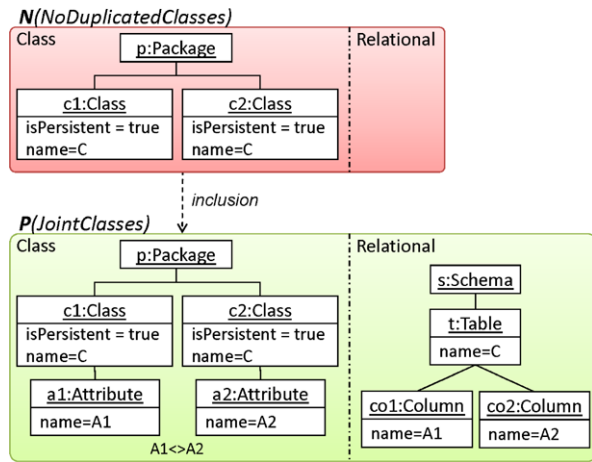 N(NoDuplicatedClasses)
Class
Relational
p:Package
c1:Class
isPersistent = true
name=C
c2:Class
isPersistent = true
name=C
inclusion
P(JointClasses)
Class
Relational
p:Package
c1:Class
isPersistent = true
name=C
c2:Class
isPersistent = true
name=C
a1:Attribute
name=A1
a2:Attribute
name=A2
A1<>A2
s:Schema
t:Table
name=C
co1:Column
name=A1
co2:Column
name=A2